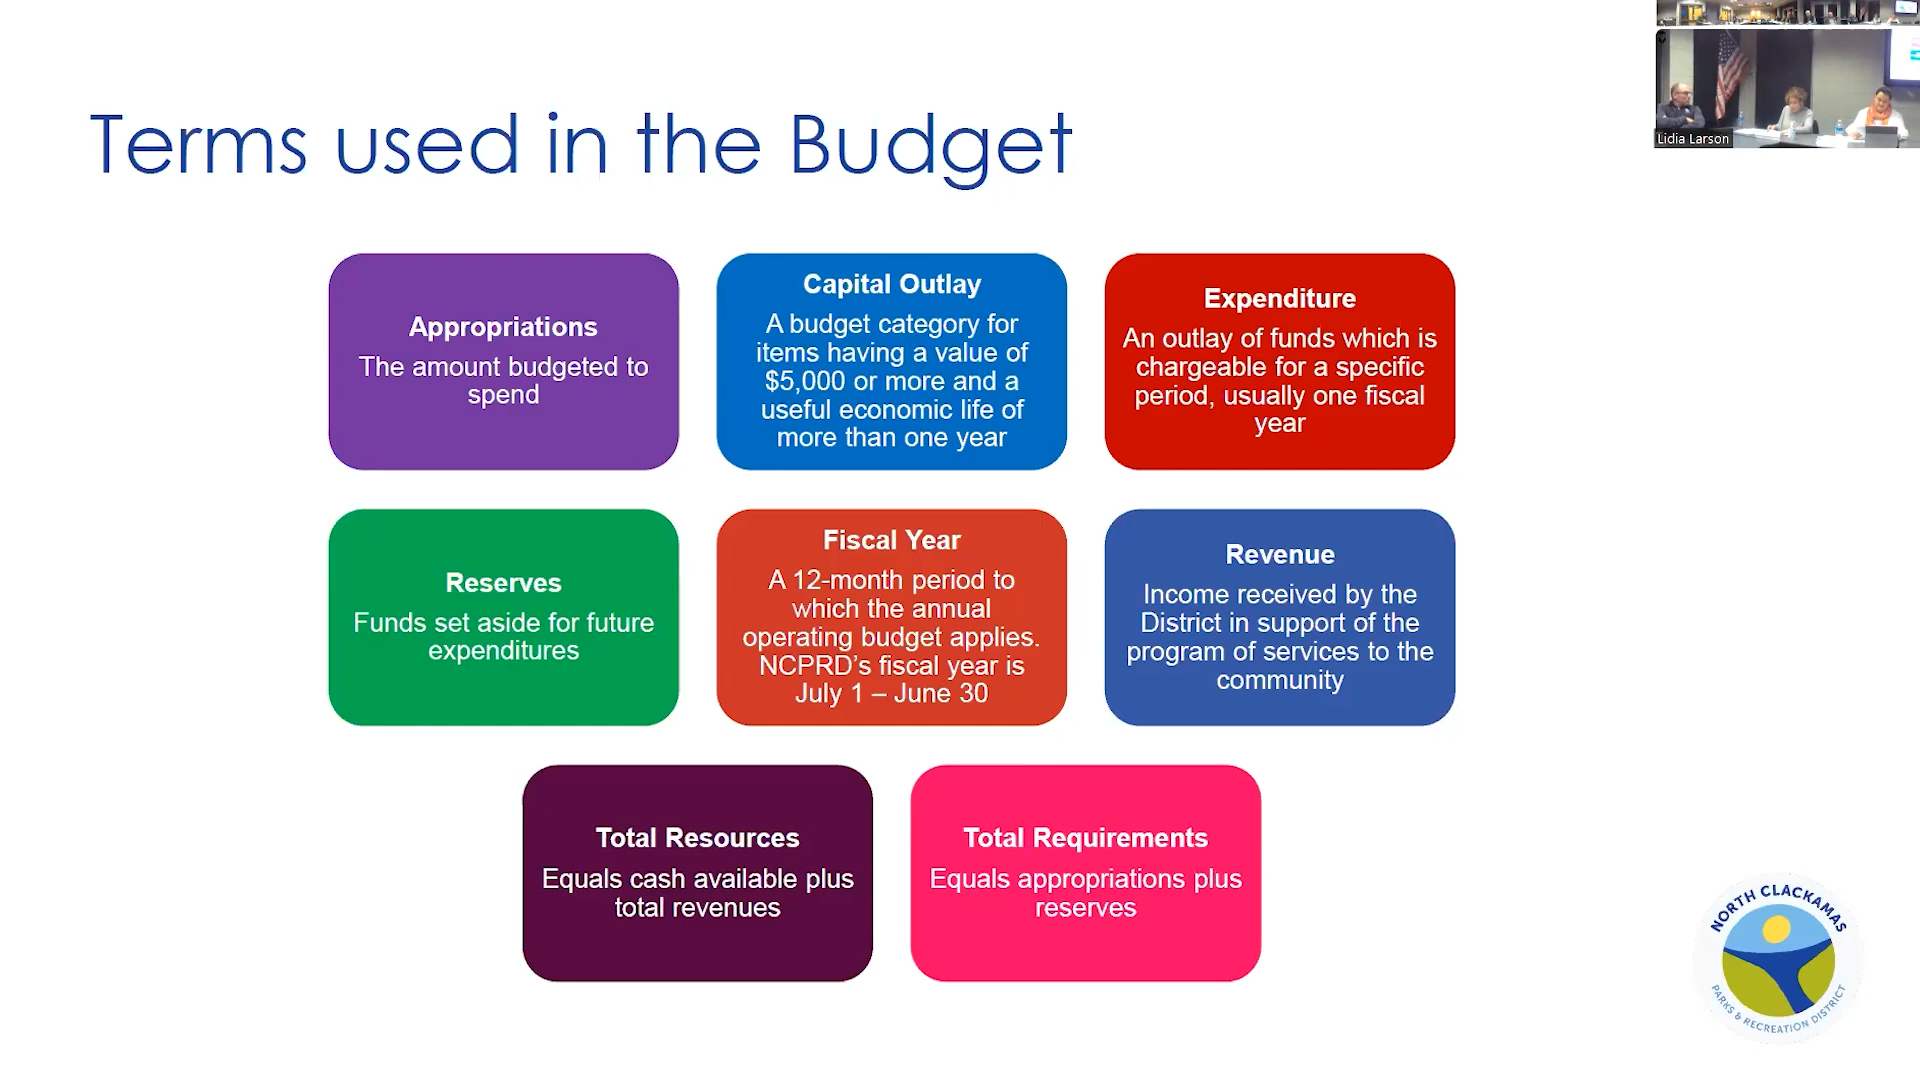 Lidia Larson
Terms used in the Budget
Appropriations
The amount budgeted to
spend
Capital Outlay
A budget category for
items having a value of
$5,000 or more and a
useful economic life of
more than one year
Expenditure
An outlay of funds which is
chargeable for a specific
period, usually one fiscal
year
Reserves
Funds set aside for future
expenditures
Fiscal Year
A 12-month period to
which the annual
operating budget applies.
NCPRD’s fiscal year is
July 1 – June 30
Revenue
Income received by the
District in support of the
program of services to the
community
Total Resources
Equals cash available plus
total revenues
Total Requirements
Equals appropriations plus
reserves
NORTH CLACKAMAS
PARKS & RECREATION DISTRICT